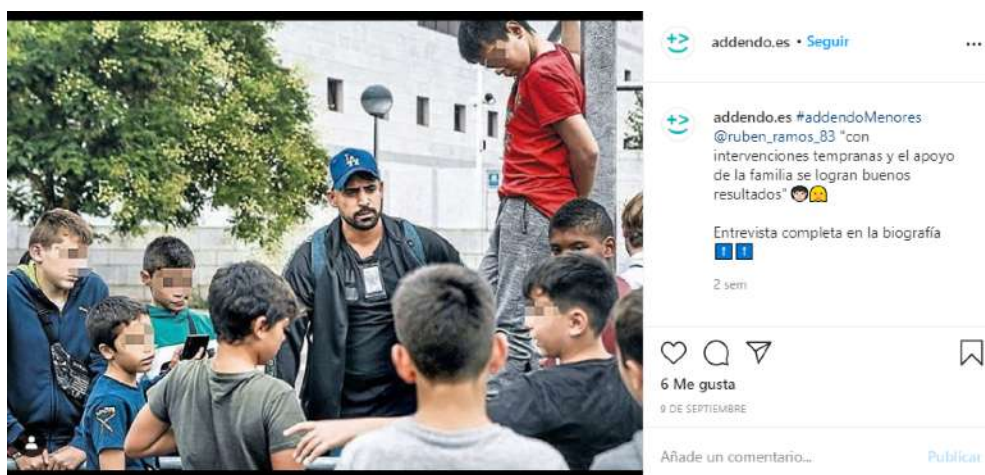 addendo.es • Seguir
addendo.es #addendoMenores
@ruben_ramos_83 "con
intervenciones tempranas y el apoyo
de la familia se logran buenos
resultados"
Entrevista completa en la biografía
2 sem
6 Me gusta
9 DE SEPTIEMBRE
Añade un comentario...
Publicar
LA